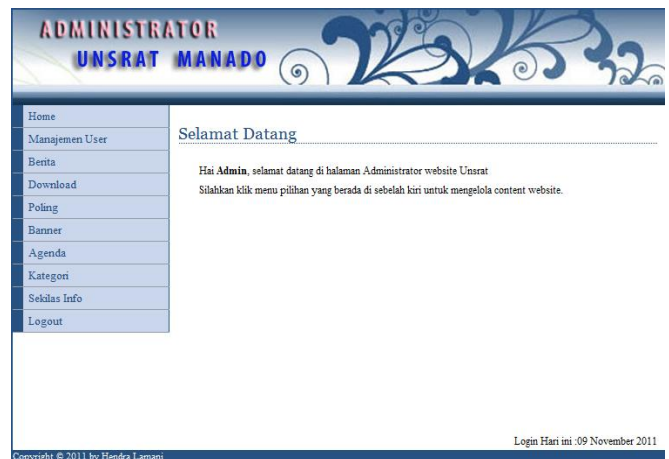 ADMINISTRATOR
UNSRAT MANADO
Home
Manajemen User
Berita
Download
Poling
Banner
Agenda
Kategori
Sekilas Info
Logout
Selamat Datang
Hai Admin, selamat datang di halaman Administrator website Unsrat
Silahkan klik menu pilihan yang berada di sebelah kiri untuk mengelola content website.
Login Hari ini :09 November 2011
Copyright © 2011 by Hendra Lamani